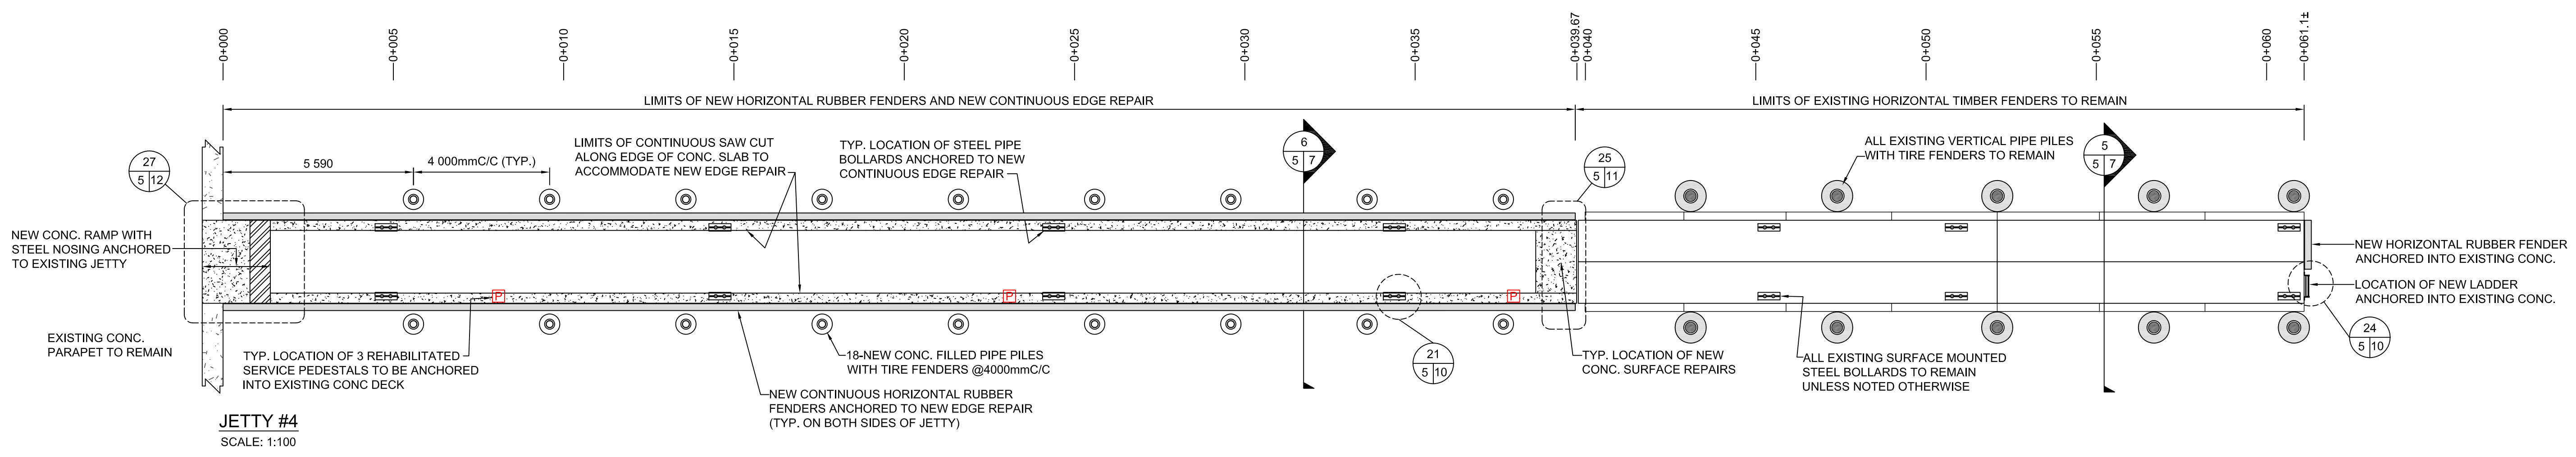 0+000
0+005
0+010
0+015
0+020
0+025
0+030
0+035
0+039.67
0+040
0+045
0+050
0+055
0+060
0+061.1±
LIMITS OF NEW HORIZONTAL RUBBER FENDERS AND NEW CONTINUOUS EDGE REPAIR
LIMITS OF EXISTING HORIZONTAL TIMBER FENDERS TO REMAIN
27
5 12
5 590
4 000mmC/C (TYP.)
LIMITS OF CONTINUOUS SAW CUT
ALONG EDGE OF CONC. SLAB TO
ACCOMMODATE NEW EDGE REPAIR
TYP. LOCATION OF STEEL PIPE
BOLLARDS ANCHORED TO NEW
CONTINUOUS EDGE REPAIR
6
5 7
25
5 11
ALL EXISTING VERTICAL PIPE PILES
WITH TIRE FENDERS TO REMAIN
5
5 7
NEW CONC. RAMP WITH
STEEL NOSING ANCHORED
TO EXISTING JETTY
NEW HORIZONTAL RUBBER FENDER
ANCHORED INTO EXISTING CONC.
LOCATION OF NEW LADDER
ANCHORED INTO EXISTING CONC.
P
P
P
EXISTING CONC.
PARAPET TO REMAIN
TYP. LOCATION OF 3 REHABILITATED
SERVICE PEDESTALS TO BE ANCHORED
INTO EXISTING CONC DECK
18-NEW CONC. FILLED PIPE PILES
WITH TIRE FENDERS @4000mmC/C
21
5 10
TYP. LOCATION OF NEW
CONC. SURFACE REPAIRS
ALL EXISTING SURFACE MOUNTED
STEEL BOLLARDS TO REMAIN
UNLESS NOTED OTHERWISE
24
5 10
NEW CONTINUOUS HORIZONTAL RUBBER
FENDERS ANCHORED TO NEW EDGE REPAIR
(TYP. ON BOTH SIDES OF JETTY)
JETTY #4
SCALE: 1:100